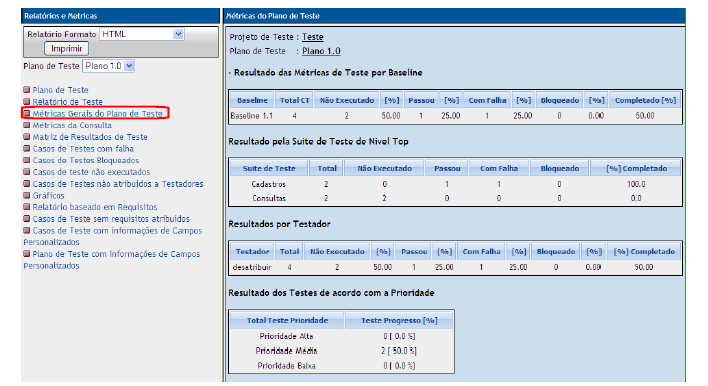 Relatórios e Metricas
Relatório Formato HTML
Imprimir
Plano de Teste Plano 1.0
Plano de Teste
Relatório de Teste
Métricas Gerais do Plano de Teste
Métricas da Consulta
Matriz de Resultados de Teste
Casos de Testes com falha
Casos de Testes Bloqueados
Casos de teste não executados
Casos de Testes não atribuidos a Testadores
Gráficos
Relatório baseado em Requisitos
Casos de Teste sem requisitos atribuidos
Casos de Teste com informações de Campos
Personalizados
Plano de Teste com informações de Campos
Personalizados
Métricas do Plano de Teste
Projeto de Teste : Teste
Plano de Teste : Plano 1.0
- Resultado das Métricas de Teste por Baseline
Baseline Total CT Não Executado [%] Passou [%] Com Falha [%] Bloqueado [%] Completado [%]
Baseline 1.1 4 2 50.00 1 25.00 1 25.00 0 0.00 50.00
Resultado pela Suite de Teste de Nivel Top
Suite de Teste Total Não Executado Passou Com Falha Bloqueado [%] Completado
Cadastros 2 0 1 1 0 100.0
Consultas 2 2 0 0 0 0.0
Resultados por Testador
Testador Total Não Executado [%] Passou [%] Com Falha [%] Bloqueado [%] [%] Completado
desatribuir 4 2 50.00 1 25.00 1 25.00 0 0.00 50.00
Resultado dos Testes de acordo com a Prioridade
Total Teste Prioridade Teste Progresso [%]
Prioridade Alta 0 [ 0.0 %]
Prioridade Média 2 [ 50.0 %]
Prioridade Baixa 0 [ 0.0 %]